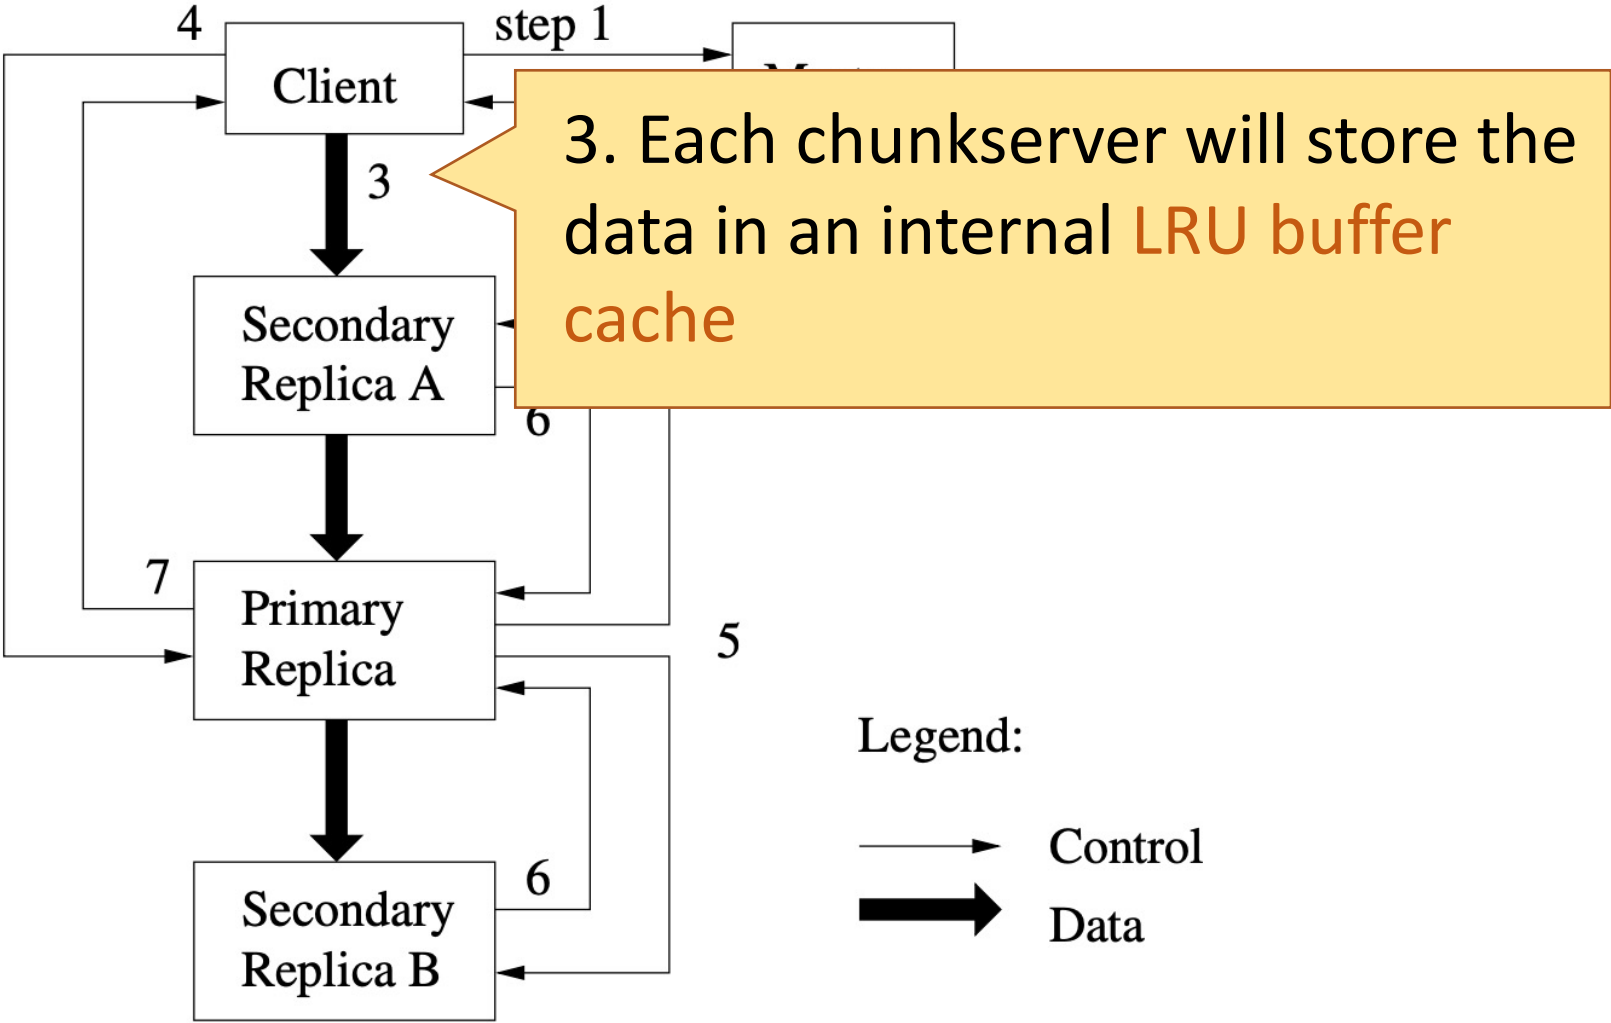 4
step 1
Client
3. Each chunkserver will store the
data in an internal LRU buffer
cache
3
Secondary
Replica A
6
7
Primary
Replica
5
Legend:
Control
Data
6
Secondary
Replica B